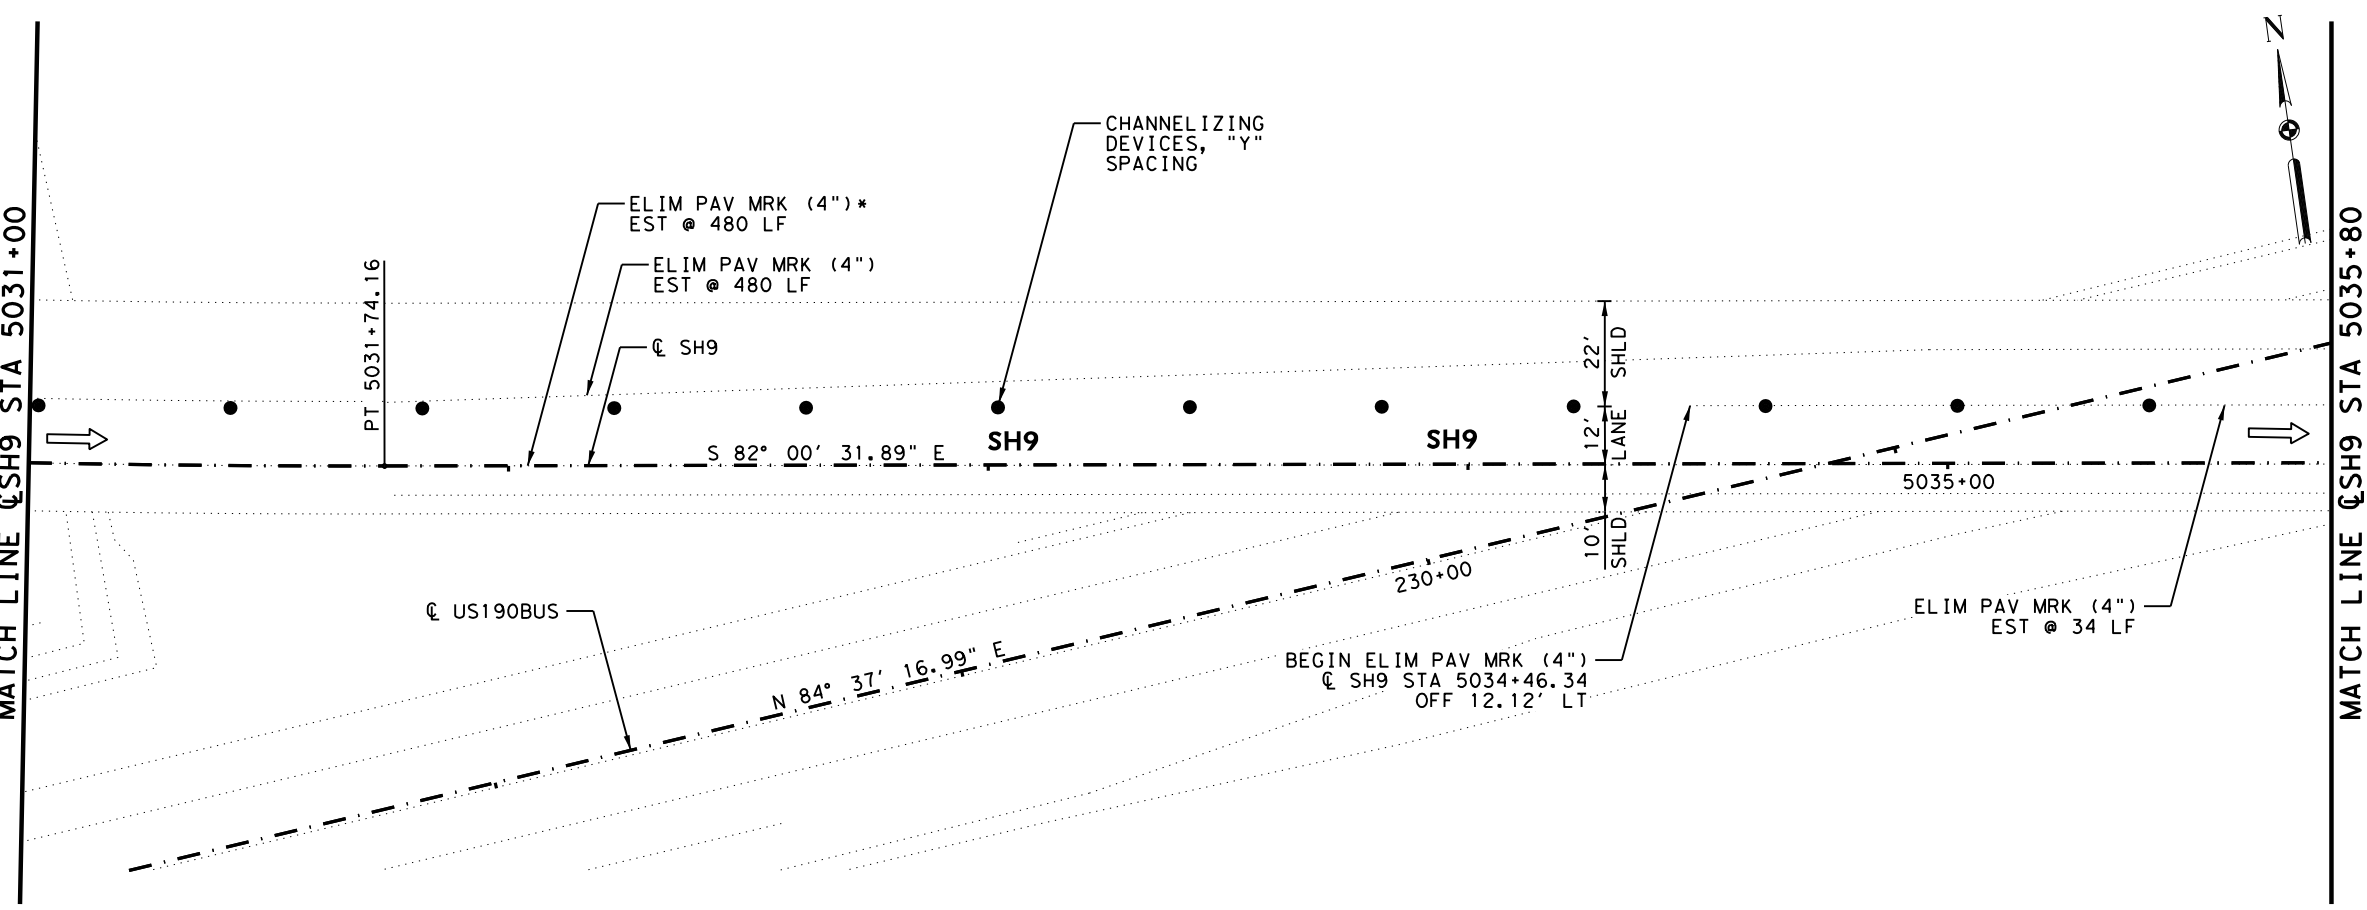 N
CHANNELIZING
DEVICES, "Y"
SPACING
ELIM PAV MRK (4")*
EST @ 480 LF
ELIM PAV MRK (4")
EST @ 480 LF
℄ SH9
PT 5031+74.16
MATCH LINE ℄SH9 STA 5031+00
S 82° 00' 31.89" E
SH9
SH9
22'
SHLD
12'
LANE
10'
SHLD
5035+00
230+00
℄ US190BUS
N 84° 37' 16.99" E
BEGIN ELIM PAV MRK (4")
℄ SH9 STA 5034+46.34
OFF 12.12' LT
ELIM PAV MRK (4")
EST @ 34 LF
MATCH LINE ℄SH9 STA 5035+80